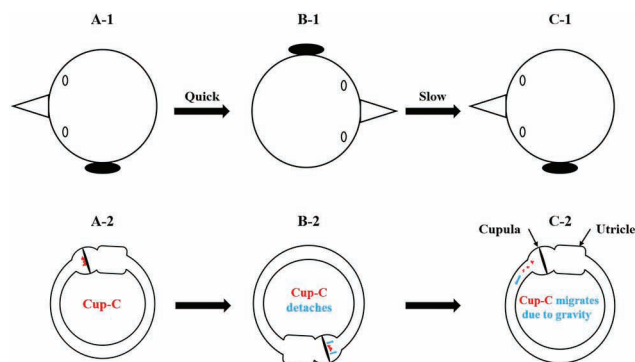 A-1
B-1
C-1
Quick
Slow
A-2
B-2
C-2
Cupula
Utricle
Cup-C
Cup-C
detaches
Cup-C migrates
due to gravity